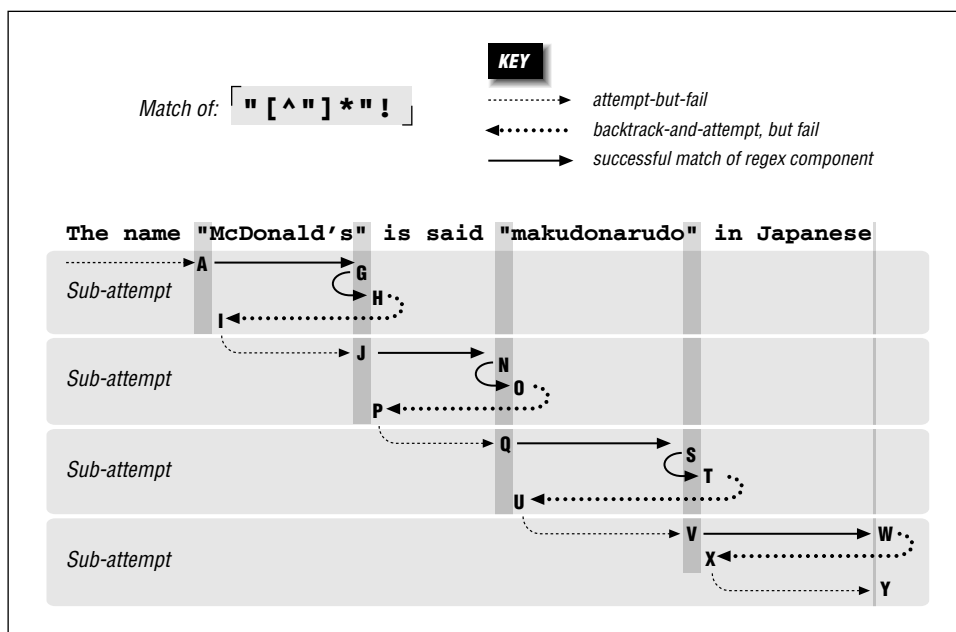 KEY
Match of: "[^"]*"!
attempt-but-fail
backtrack-and-attempt, but fail
successful match of regex component
The name "McDonald's" is said "makudonarudo" in Japanese
A
G
Sub-attempt
H
I
J
N
Sub-attempt
O
P
Q
S
Sub-attempt
T
U
V W
Sub-attempt X
Y